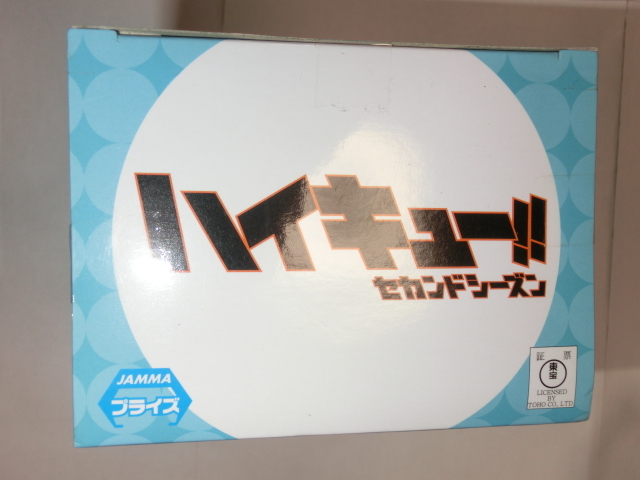 ハイキュー!!
セカンドシーズン
JAMMA
プライズ
証 票
東宝
LICENSED
BY
TOHO CO., LTD.